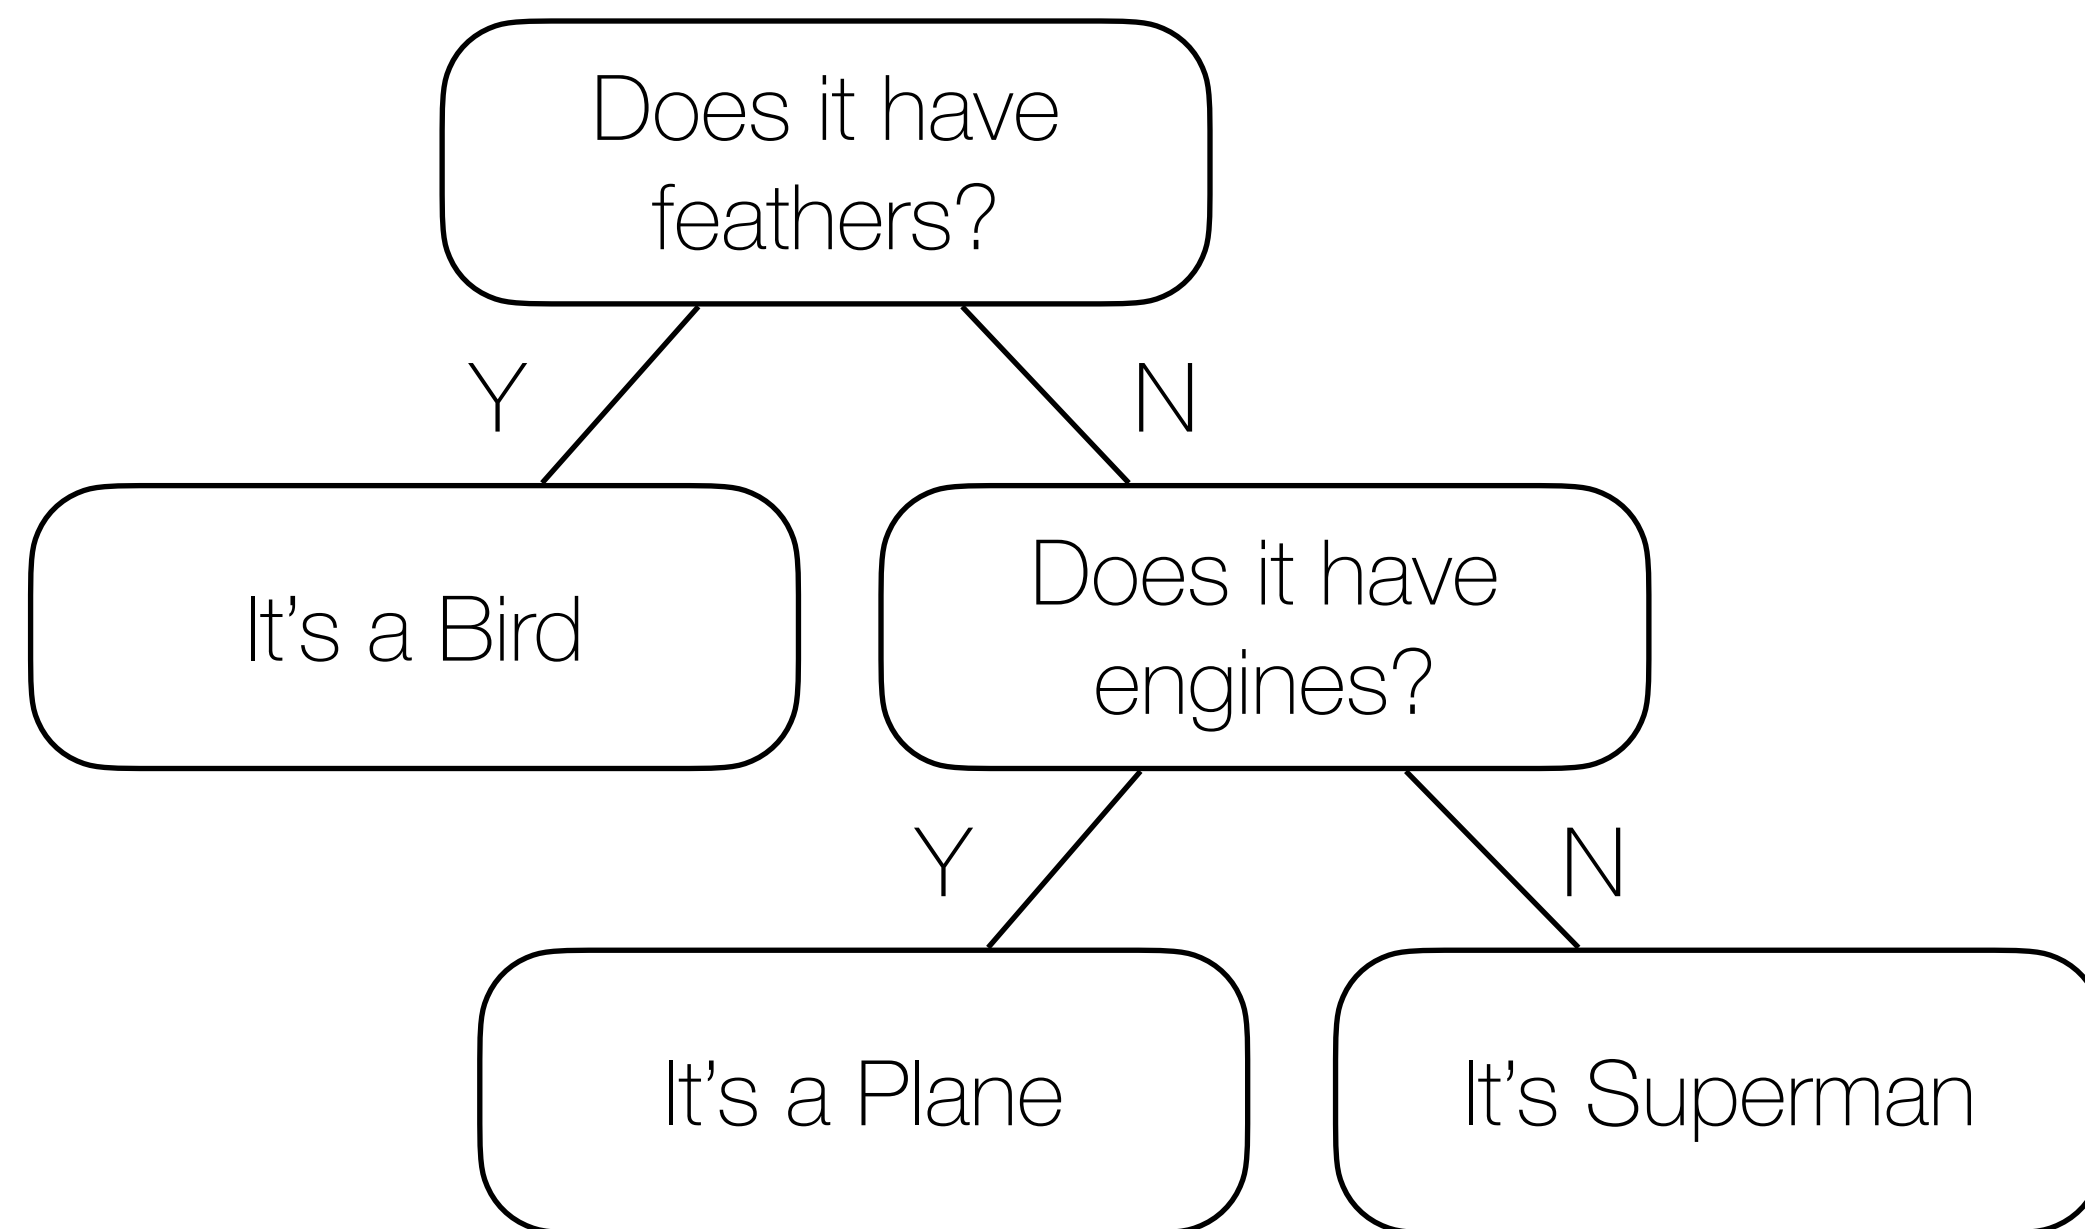 Does it have
feathers?
Y
N
It’s a Bird
Does it have
engines?
Y
N
It’s a Plane
It’s Superman